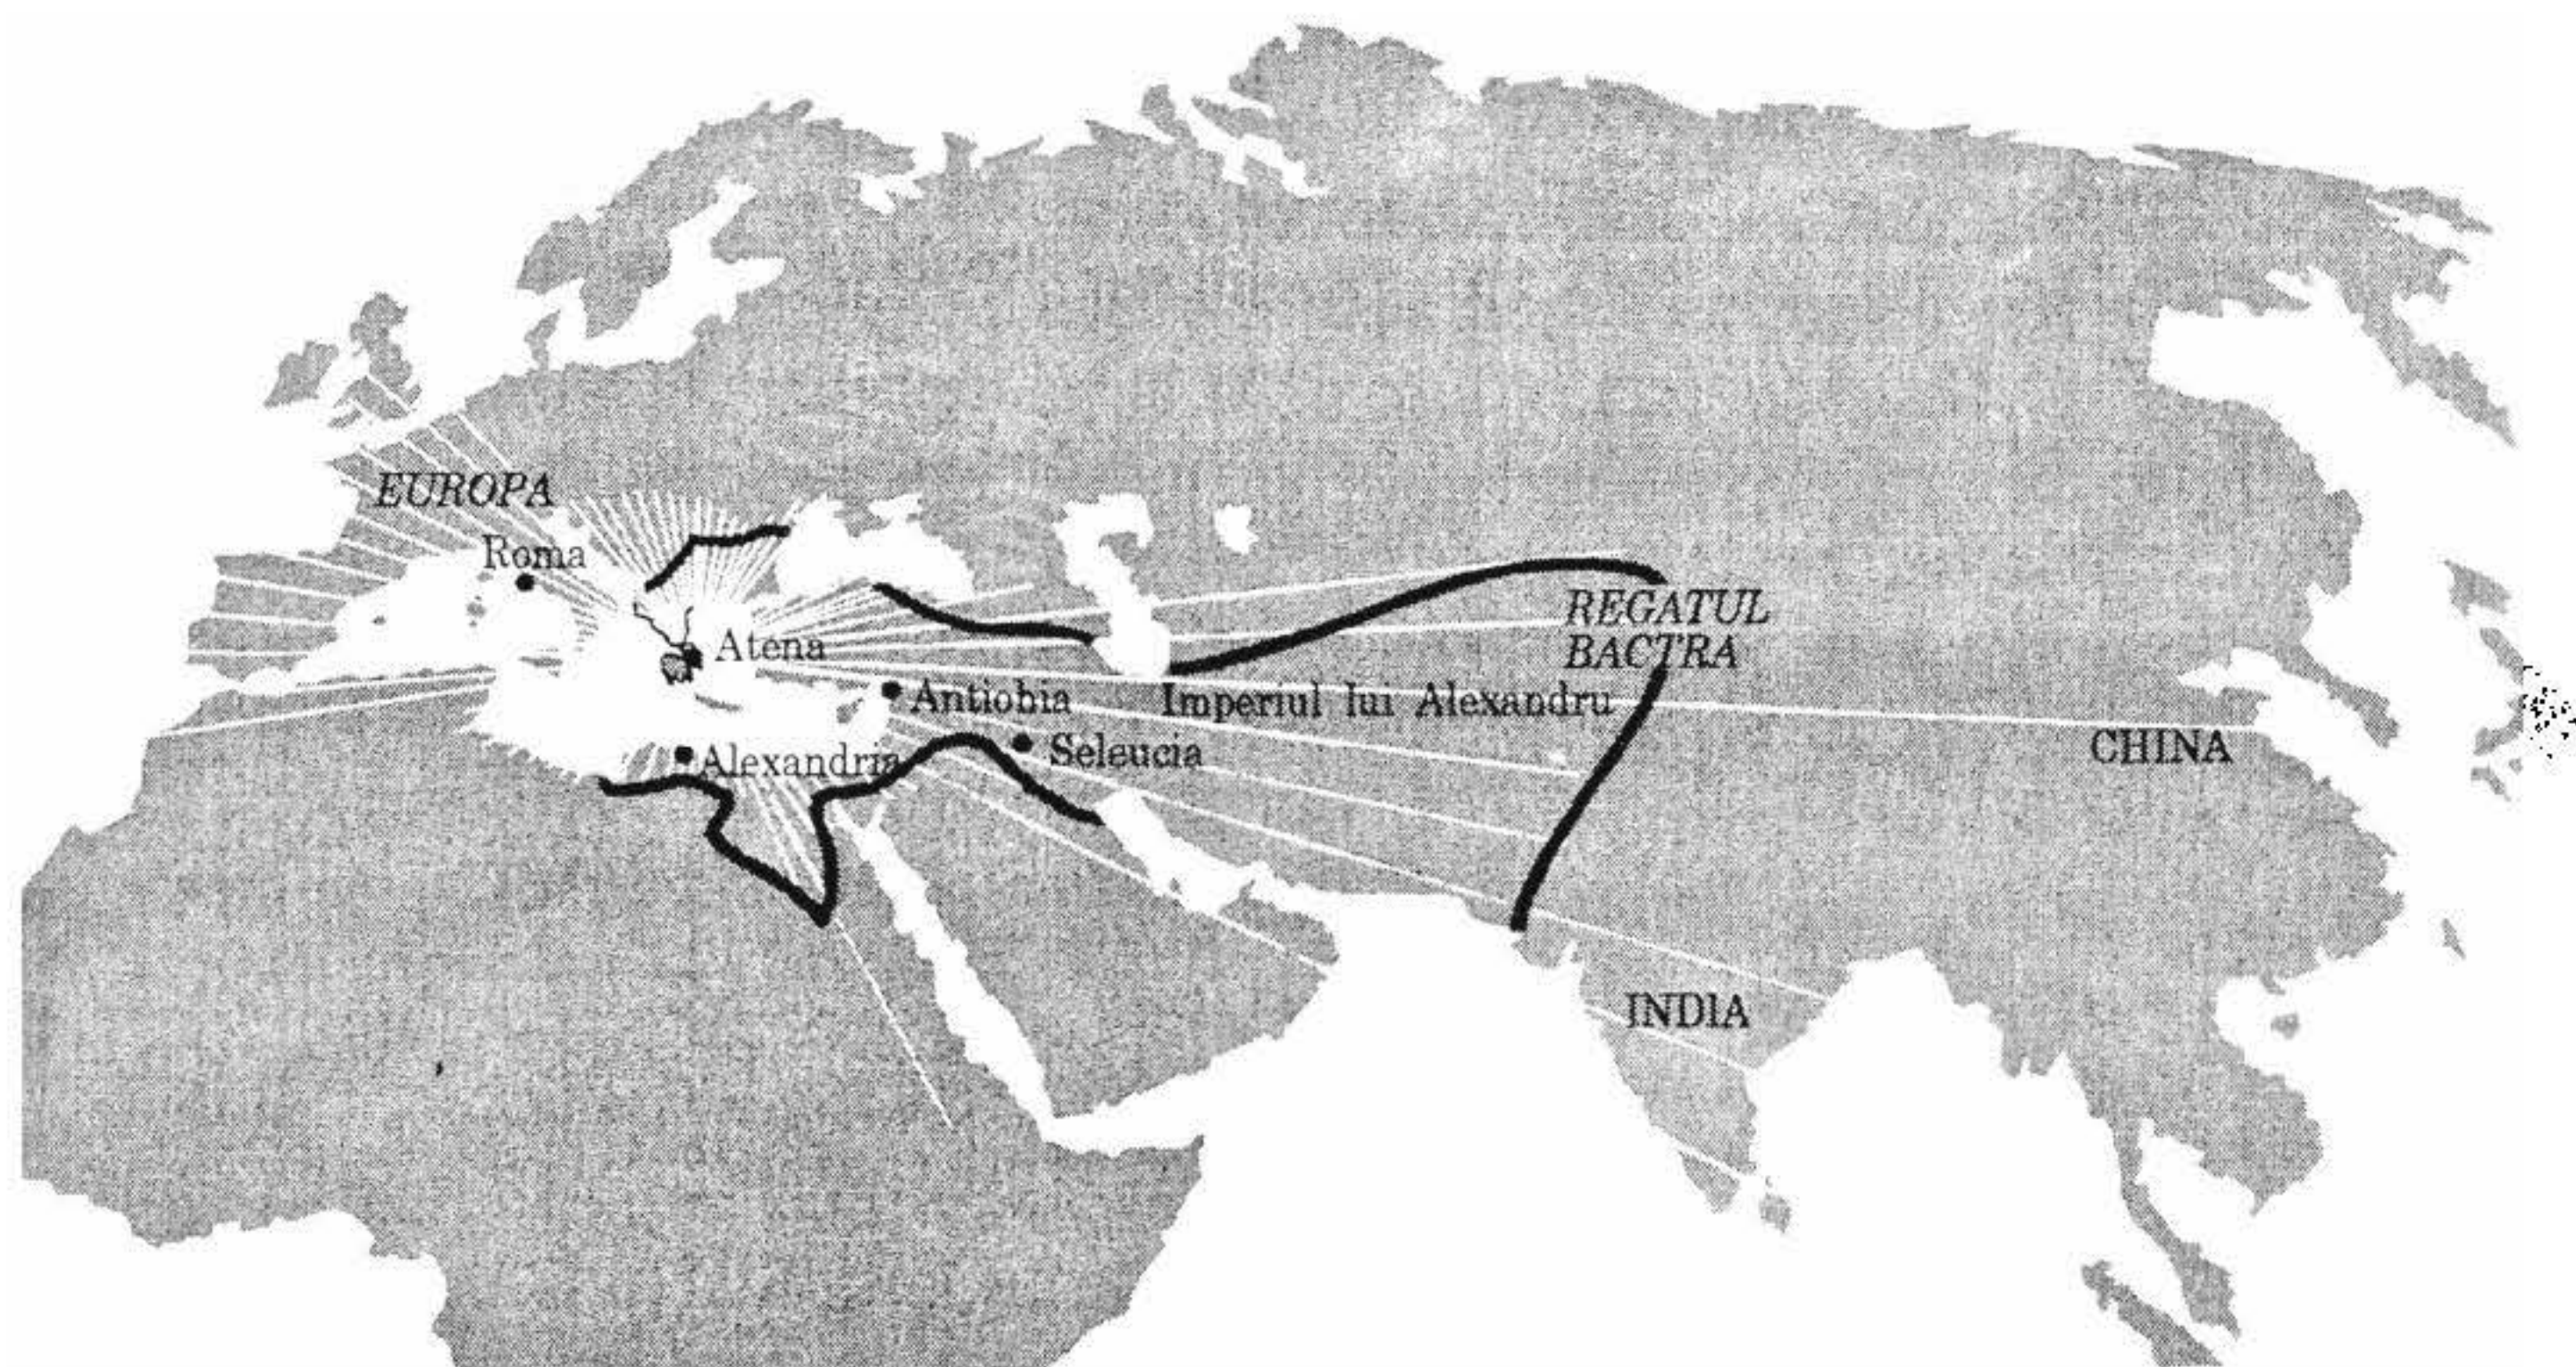 EUROPA
Roma
Atena
REGATUL
BACTRA
Antiohia
Imperiul lui Alexandru
Seleucia
Alexandria
CHINA
INDIA